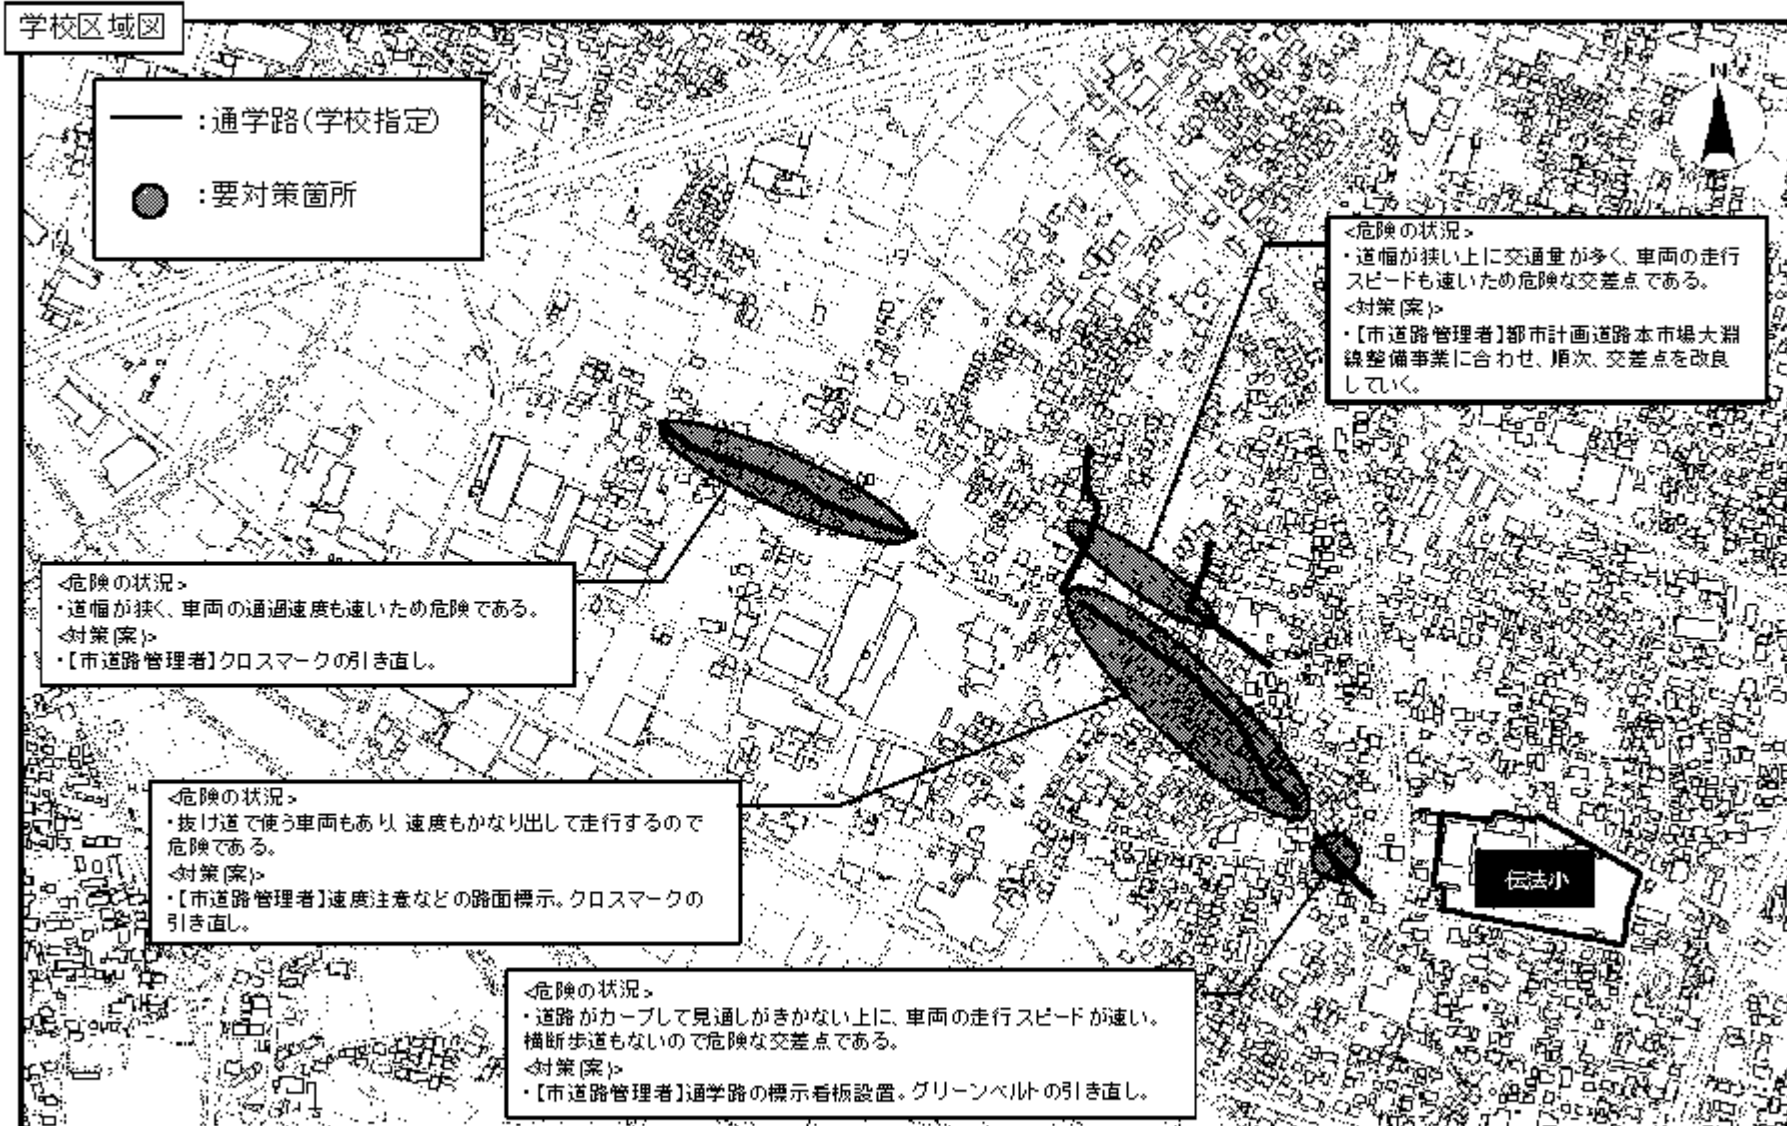 学校区域図
:通学路(学校指定)
:要対策箇所
N
<危険の状況>
・道幅が狭い上に交通量が多く、車両の走行
スピードも速いため危険な交差点である。
<対策(案)>
・【市道路管理者】都市計画道路本市場大淵
線整備事業に合わせ、順次、交差点を改良
していく。
<危険の状況>
・道幅が狭く、車両の通過速度も速いため危険である。
<対策(案)>
・【市道路管理者】クロスマークの引き直し。
<危険の状況>
・抜け道で使う車両もあり、速度もかなり出して走行するので
危険である。
<対策(案)>
・【市道路管理者】速度注意などの路面標示。クロスマークの
引き直し。
伝法小
<危険の状況>
・道路がカーブして見通しがきかない上に、車両の走行スピードが速い。
横断歩道もないので危険な交差点である。
<対策(案)>
・【市道路管理者】通学路の標示看板設置。グリーンベルトの引き直し。